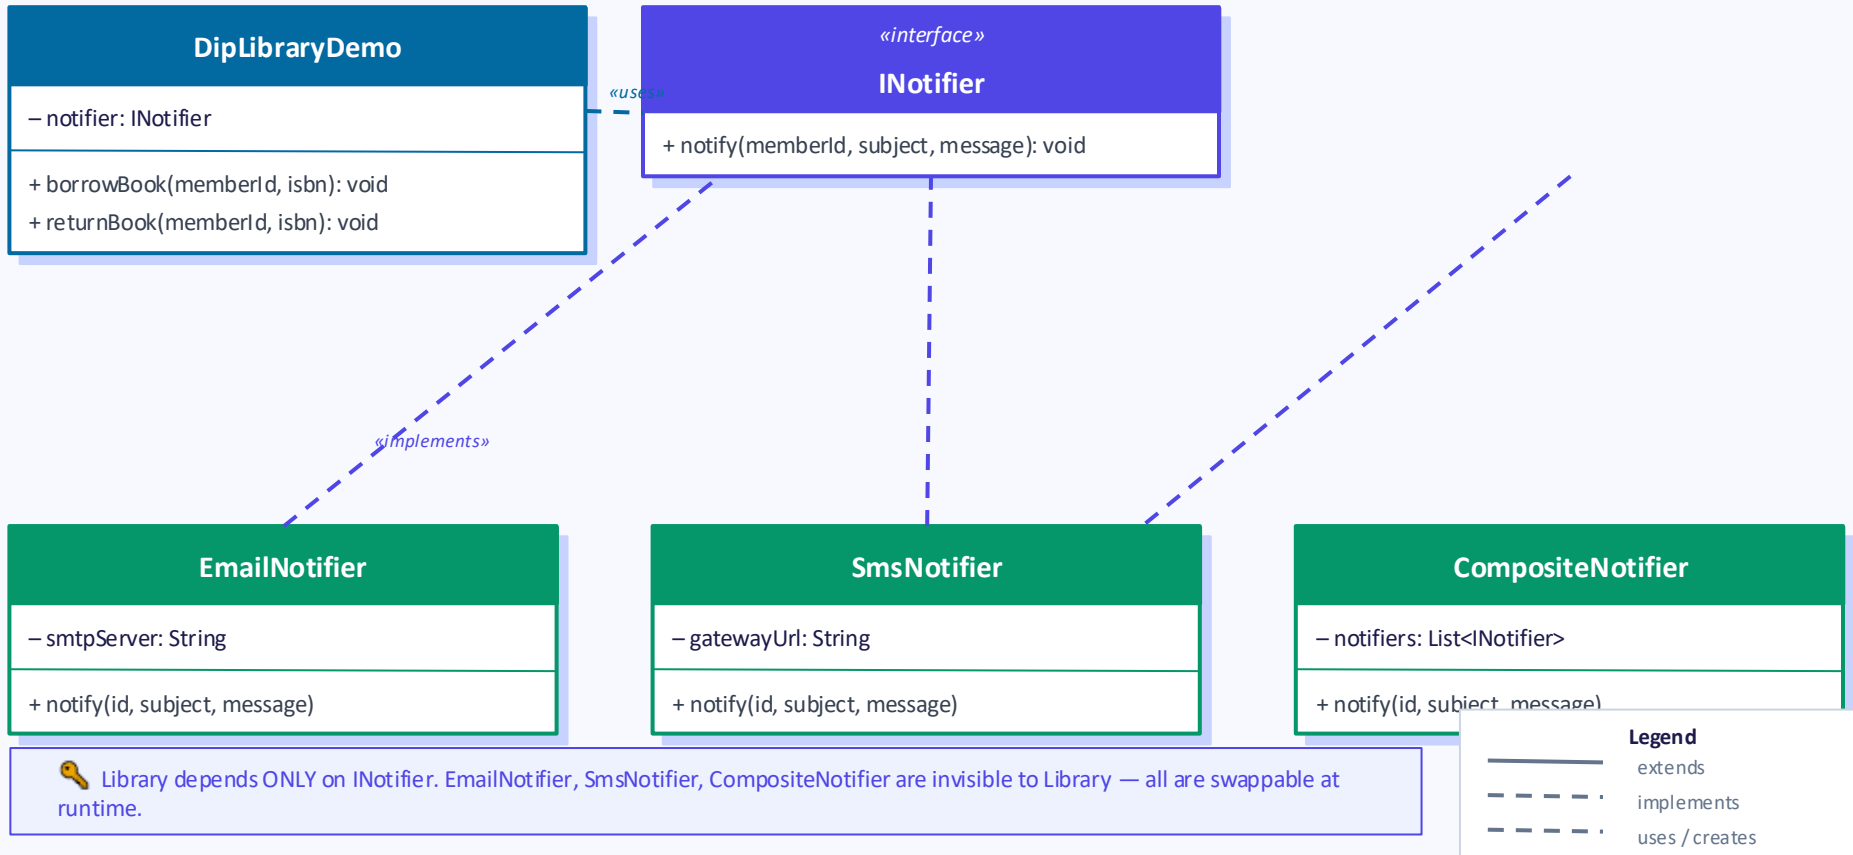 DipLibraryDemo
– notifier: INotifier
+ borrowBook(memberId, isbn): void
+ returnBook(memberId, isbn): void
«uses»
«interface»
INotifier
+ notify(memberId, subject, message): void
«implements»
EmailNotifier
– smtpServer: String
+ notify(id, subject, message)
SmsNotifier
– gatewayUrl: String
+ notify(id, subject, message)
CompositeNotifier
– notifiers: List<INotifier>
+ notify(id, subject, message)
Library depends ONLY on INotifier. EmailNotifier, SmsNotifier, CompositeNotifier are invisible to Library — all are swappable at
runtime.
Legend
extends
implements
uses / creates